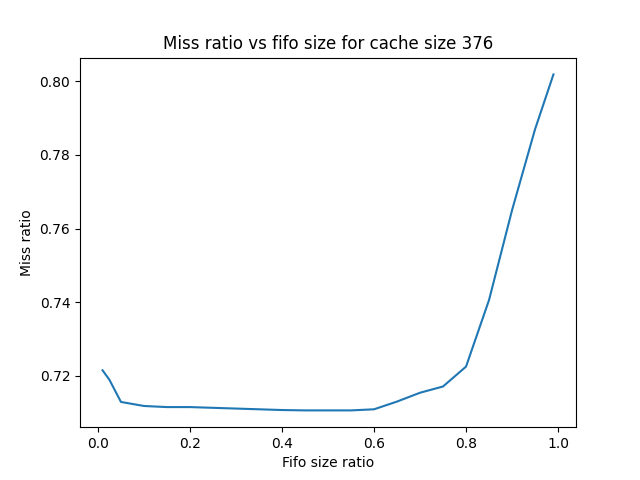 Miss ratio vs fifo size for cache size 376
0.80
0.78
0.76
0.74
0.72
Miss ratio
0.0 0.2 0.4 0.6 0.8 1.0
Fifo size ratio